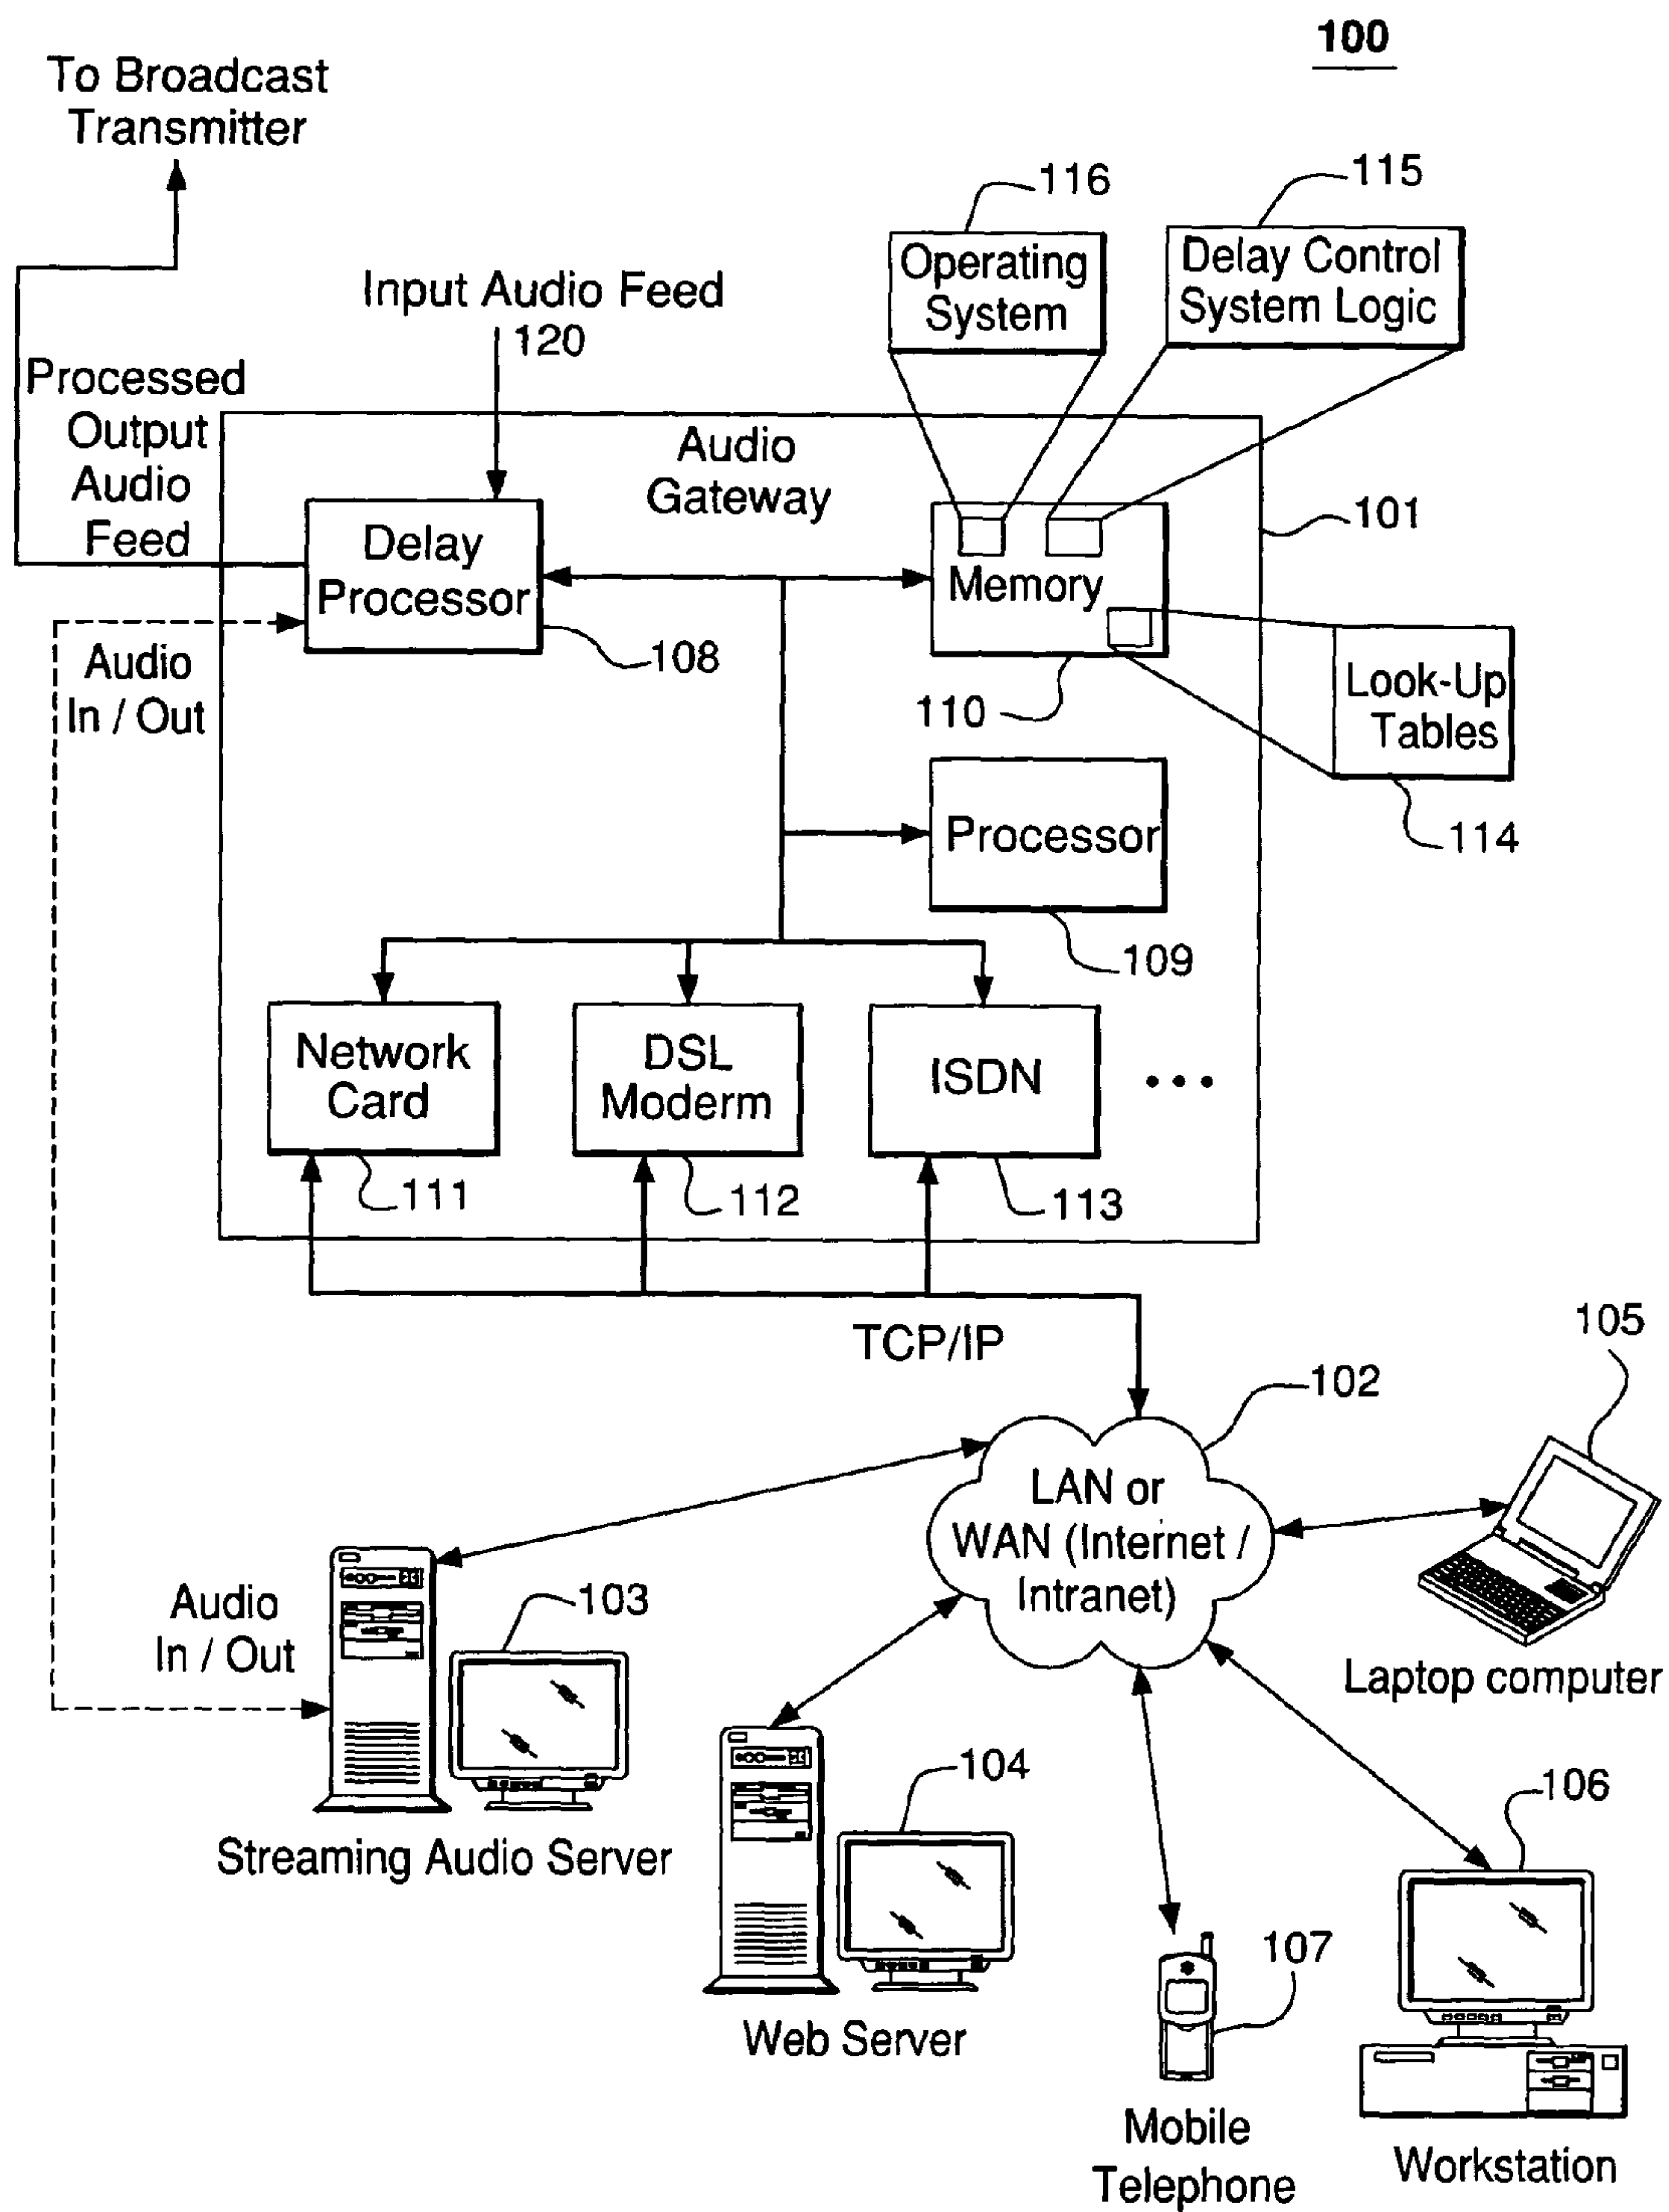 100
To Broadcast
Transmitter
116
115
Operating
System
Delay Control
System Logic
Input Audio Feed
120
Processed
Output
Audio
Feed
Audio
Gateway
101
Delay
Processor
Memory
108
Audio
In / Out
110
Look-Up
Tables
114
Processor
109
Network
Card
DSL
Moderm
ISDN
...
111
112
113
TCP/IP
105
102
LAN or
WAN (Internet /
Intranet)
Laptop computer
Audio
In / Out
103
Streaming Audio Server
104
Web Server
106
107
Mobile
Telephone
Workstation